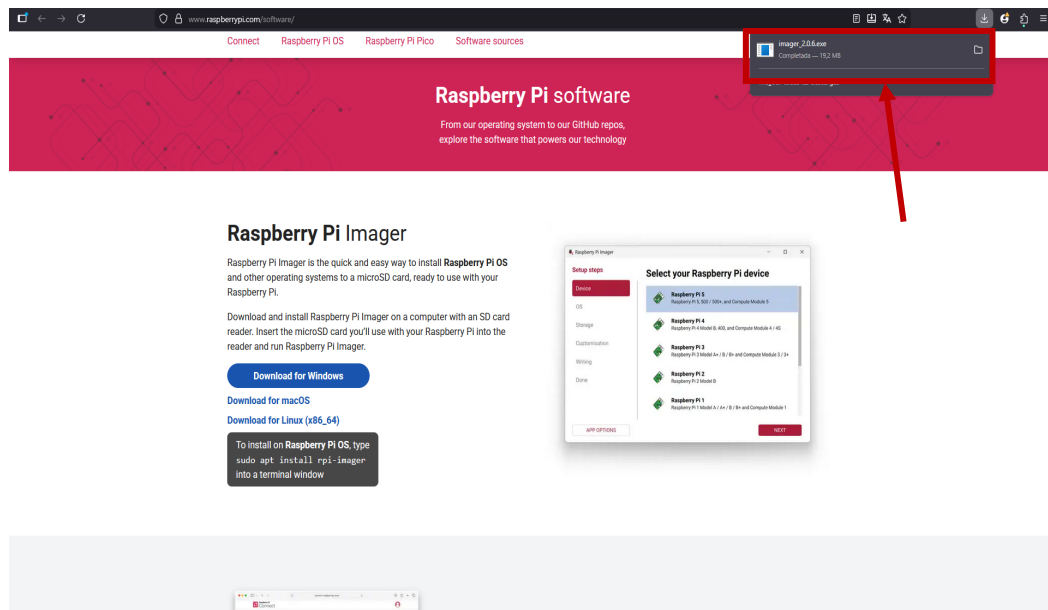 www.raspberrypi.com/software/
Connect Raspberry Pi OS Raspberry Pi Pico Software sources
imager_2.0.6.exe
Completada — 19,2 MB
Raspberry Pi software
From our operating system to our GitHub repos,
explore the software that powers our technology
Raspberry Pi Imager
Raspberry Pi Imager is the quick and easy way to install Raspberry Pi OS
and other operating systems to a microSD card, ready to use with your
Raspberry Pi.
Download and install Raspberry Pi Imager on a computer with an SD card
reader. Insert the microSD card you'll use with your Raspberry Pi into the
reader and run Raspberry Pi Imager.
Download for Windows
Download for macOS
Download for Linux (x86_64)
To install on Raspberry Pi OS, type
sudo apt install rpi-imager
into a terminal window
Raspberry Pi Imager
Setup steps
Device
OS
Storage
Customisation
Writing
Done
APP OPTIONS
Select your Raspberry Pi device
Raspberry Pi 5
Raspberry Pi 5, 500 / 500+, and Compute Module 5
Raspberry Pi 4
Raspberry Pi 4 Model B, 400, and Compute Module 4 / 4S
Raspberry Pi 3
Raspberry Pi 3 Model A+ / B / B+ and Compute Module 3 / 3+
Raspberry Pi 2
Raspberry Pi 2 Model B
Raspberry Pi 1
Raspberry Pi 1 Model A / A+ / B / B+ and Compute Module 1
NEXT
Connect